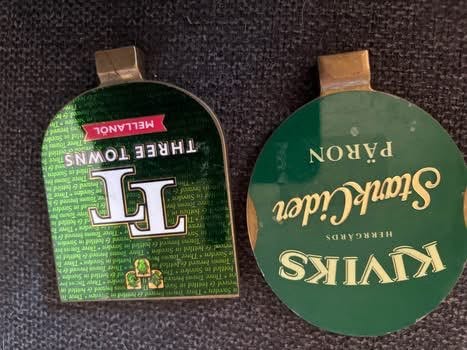 KIVIKS
HERRGÅRDS
StarkCider
PÄRON
TT
THREE TOWNS
MELLANÖL